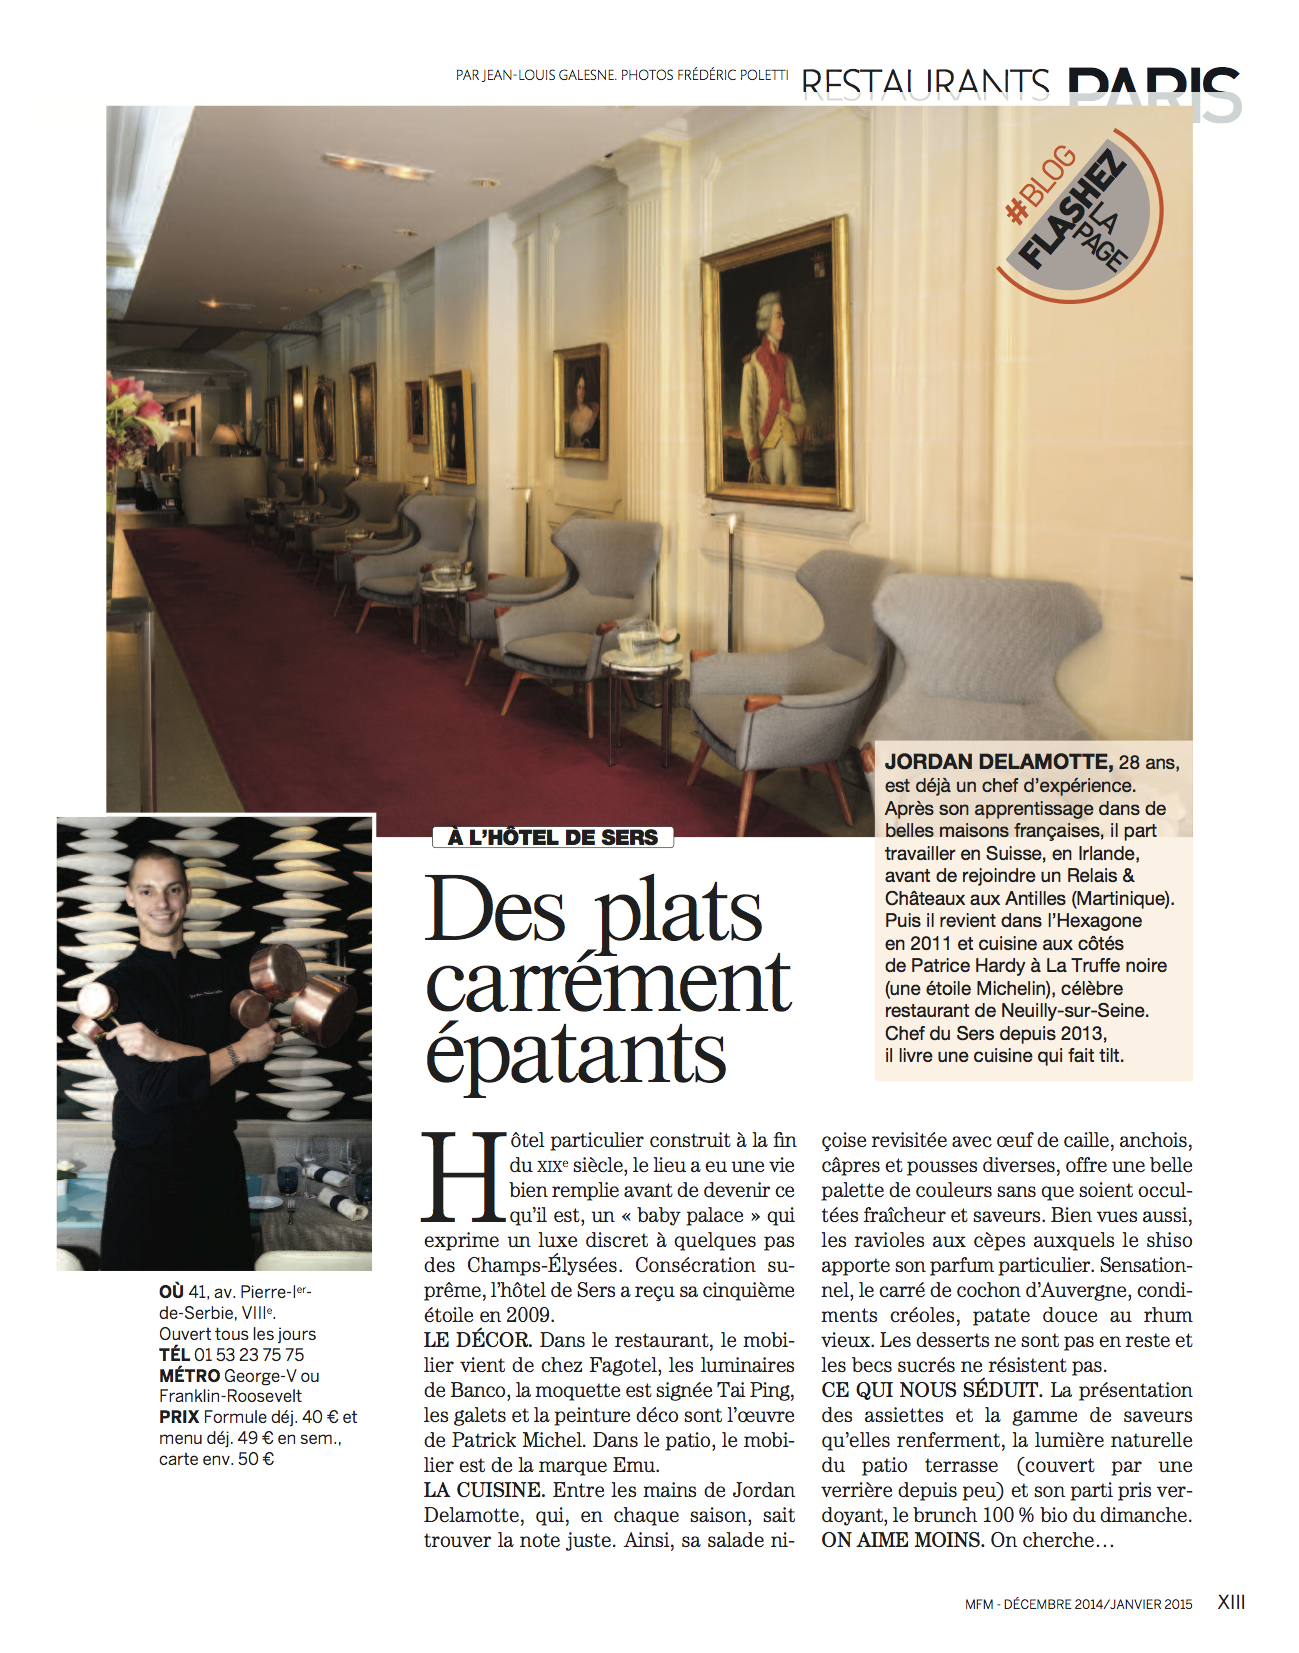 PAR JEAN-LOUIS GALESNE. PHOTOS FRÉDÉRIC POLETTI RESTAURANTS PARIS
#BLOG
FLASHEZ
LA
PAGE
JORDAN DELAMOTTE, 28 ans,
est déjà un chef d'expérience.
Après son apprentissage dans de
belles maisons françaises, il part
travailler en Suisse, en Irlande,
avant de rejoindre un Relais &
Châteaux aux Antilles (Martinique).
Puis il revient dans l'Hexagone
en 2011 et cuisine aux côtés
de Patrice Hardy à La Truffe noire
(une étoile Michelin), célèbre
restaurant de Neuilly-sur-Seine.
Chef du Sers depuis 2013,
il livre une cuisine qui fait tilt.
À L'HÔTEL DE SERS
Des plats
carrément
épatants
OÙ 41, av. Pierre-Ier-
de-Serbie, VIIIe.
Ouvert tous les jours
TÉL 01 53 23 75 75
MÉTRO George-V ou
Franklin-Roosevelt
PRIX Formule déj. 40 € et
menu déj. 49 € en sem.,
carte env. 50 €
Hôtel particulier construit à la fin
du XIXe siècle, le lieu a eu une vie
bien remplie avant de devenir ce
qu'il est, un « baby palace » qui
exprime un luxe discret à quelques pas
des Champs-Élysées. Consécration su-
prême, l'hôtel de Sers a reçu sa cinquième
étoile en 2009.
LE DÉCOR. Dans le restaurant, le mobi-
lier vient de chez Fagotel, les luminaires
de Banco, la moquette est signée Tai Ping,
les galets et la peinture déco sont l'œuvre
de Patrick Michel. Dans le patio, le mobi-
lier est de la marque Emu.
LA CUISINE. Entre les mains de Jordan
Delamotte, qui, en chaque saison, sait
trouver la note juste. Ainsi, sa salade ni-
çoise revisitée avec œuf de caille, anchois,
câpres et pousses diverses, offre une belle
palette de couleurs sans que soient occul-
tées fraîcheur et saveurs. Bien vues aussi,
les ravioles aux cèpes auxquels le shiso
apporte son parfum particulier. Sensation-
nel, le carré de cochon d'Auvergne, condi-
ments créoles, patate douce au rhum
vieux. Les desserts ne sont pas en reste et
les becs sucrés ne résistent pas.
CE QUI NOUS SÉDUIT. La présentation
des assiettes et la gamme de saveurs
qu'elles renferment, la lumière naturelle
du patio terrasse (couvert par une
verrière depuis peu) et son parti pris ver-
doyant, le brunch 100 % bio du dimanche.
ON AIME MOINS. On cherche…
MFM - DÉCEMBRE 2014/JANVIER 2015 XIII